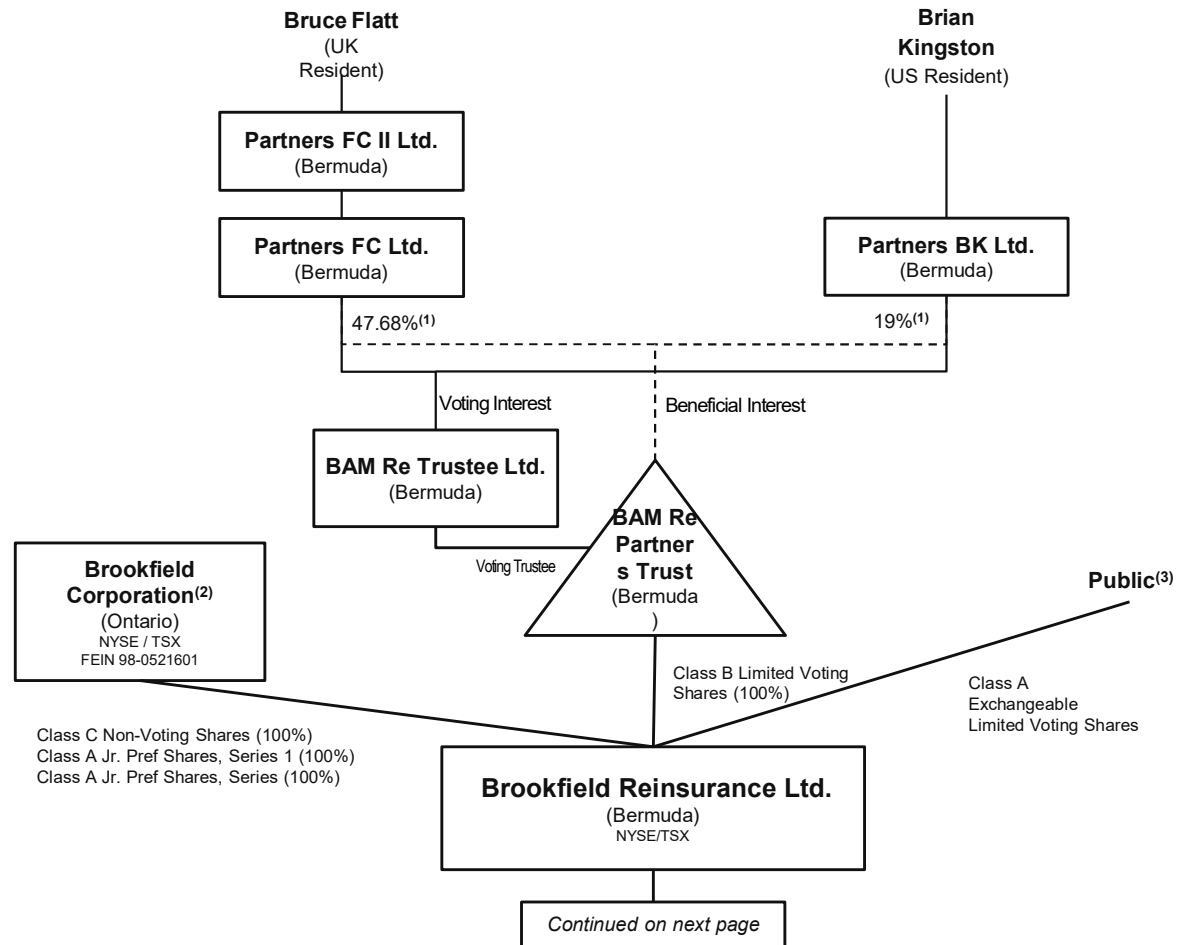 Bruce Flatt
(UK
Resident)
Brian
Kingston
(US Resident)
Partners FC II Ltd.
(Bermuda)
Partners FC Ltd.
(Bermuda)
Partners BK Ltd.
(Bermuda)
47.68%(1)
19%(1)
Voting Interest
Beneficial Interest
BAM Re Trustee Ltd.
(Bermuda)
Voting Trustee
BAM Re
Partner
s Trust
(Bermuda
)
Brookfield
Corporation(2)
(Ontario)
NYSE / TSX
FEIN 98-0521601
Public(3)
Class B Limited Voting
Shares (100%)
Class A
Exchangeable
Limited Voting Shares
Class C Non-Voting Shares (100%)
Class A Jr. Pref Shares, Series 1 (100%)
Class A Jr. Pref Shares, Series (100%)
Brookfield Reinsurance Ltd.
(Bermuda)
NYSE/TSX
Continued on next page